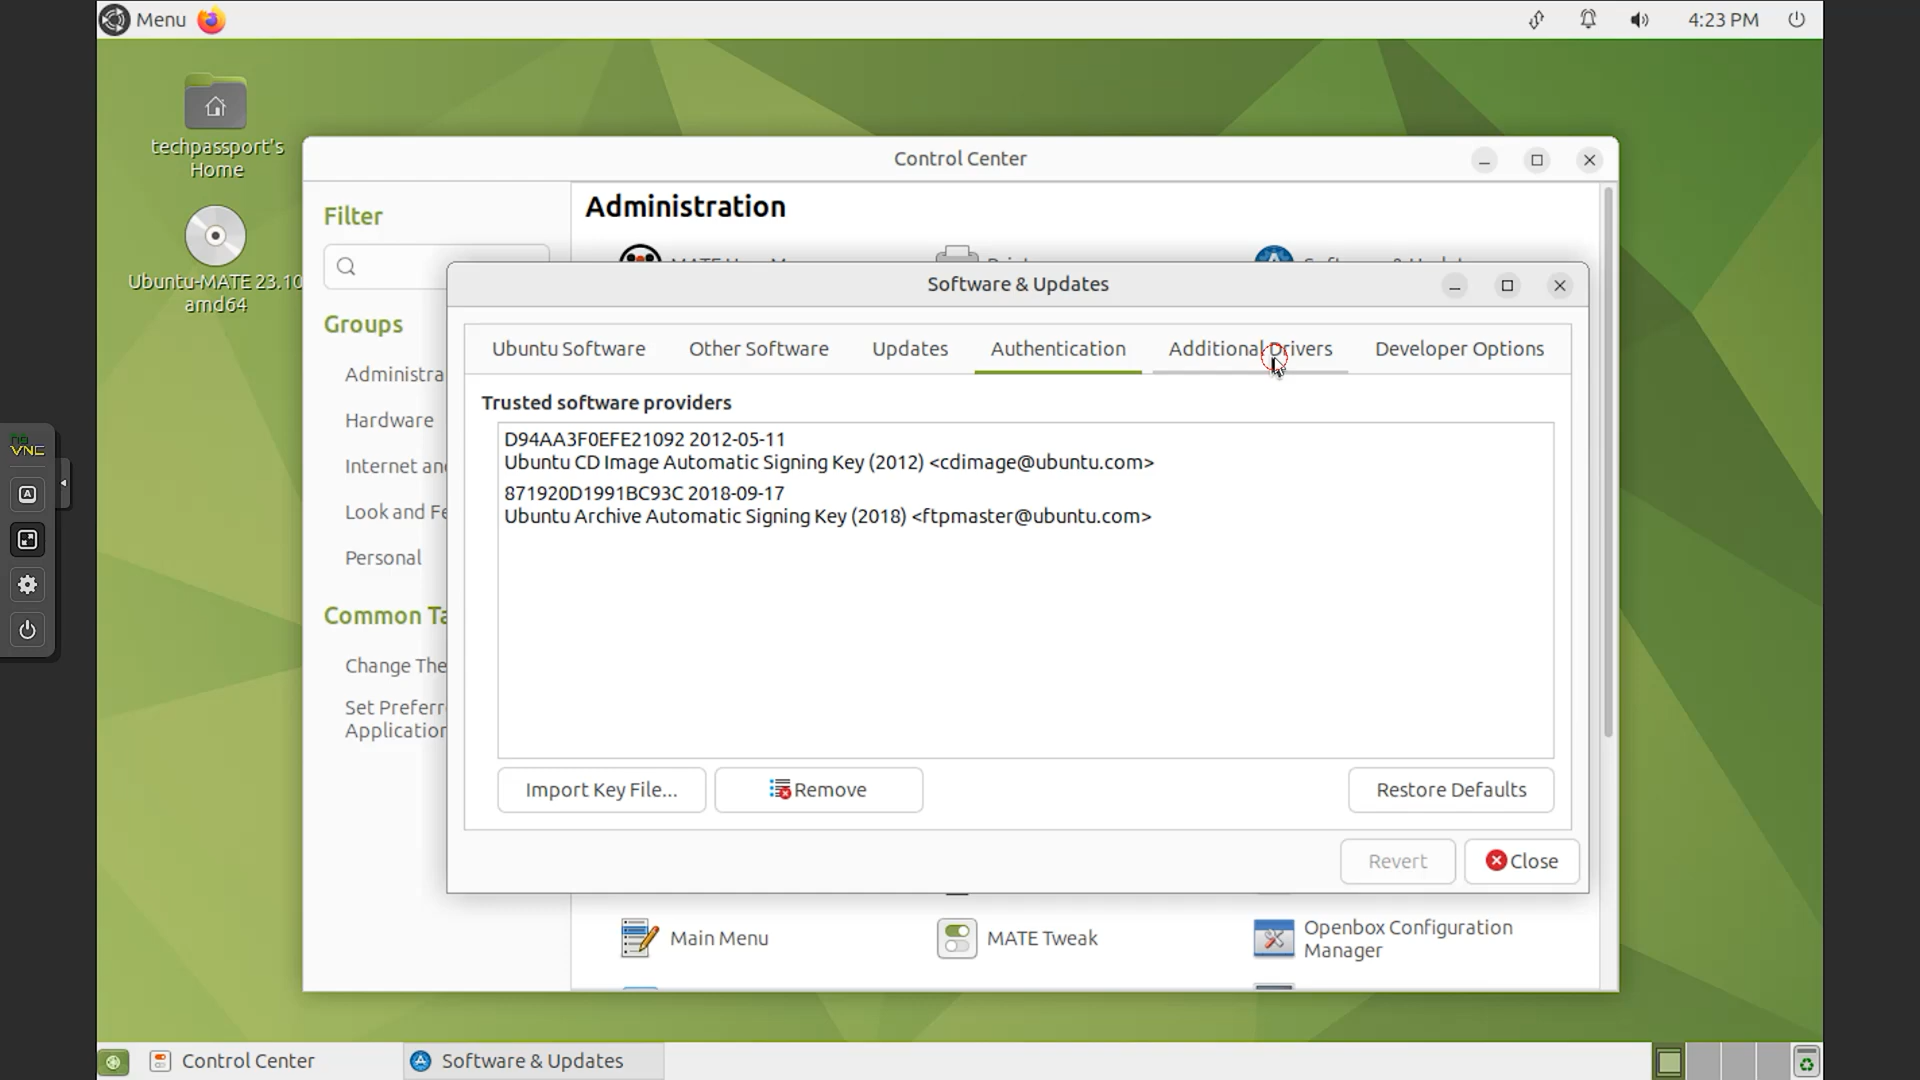 Menu
4:23 PM
techpassport's
Home
Ubuntu-MATE 23.10
amd64
Control Center
Filter
Groups
Administra
Hardware
Internet an
Look and Fe
Personal
Common Ta
Change The
Set Preferr
Application
Administration
Software & Updates
Ubuntu Software
Other Software
Updates
Authentication
Additional Drivers
Developer Options
Trusted software providers
D94AA3F0EFE21092 2012-05-11
Ubuntu CD Image Automatic Signing Key (2012) <cdimage@ubuntu.com>
871920D1991BC93C 2018-09-17
Ubuntu Archive Automatic Signing Key (2018) <ftpmaster@ubuntu.com>
Import Key File...
Remove
Restore Defaults
Revert
Close
Main Menu
MATE Tweak
Openbox Configuration
Manager
Control Center
Software & Updates
no
VNC
A